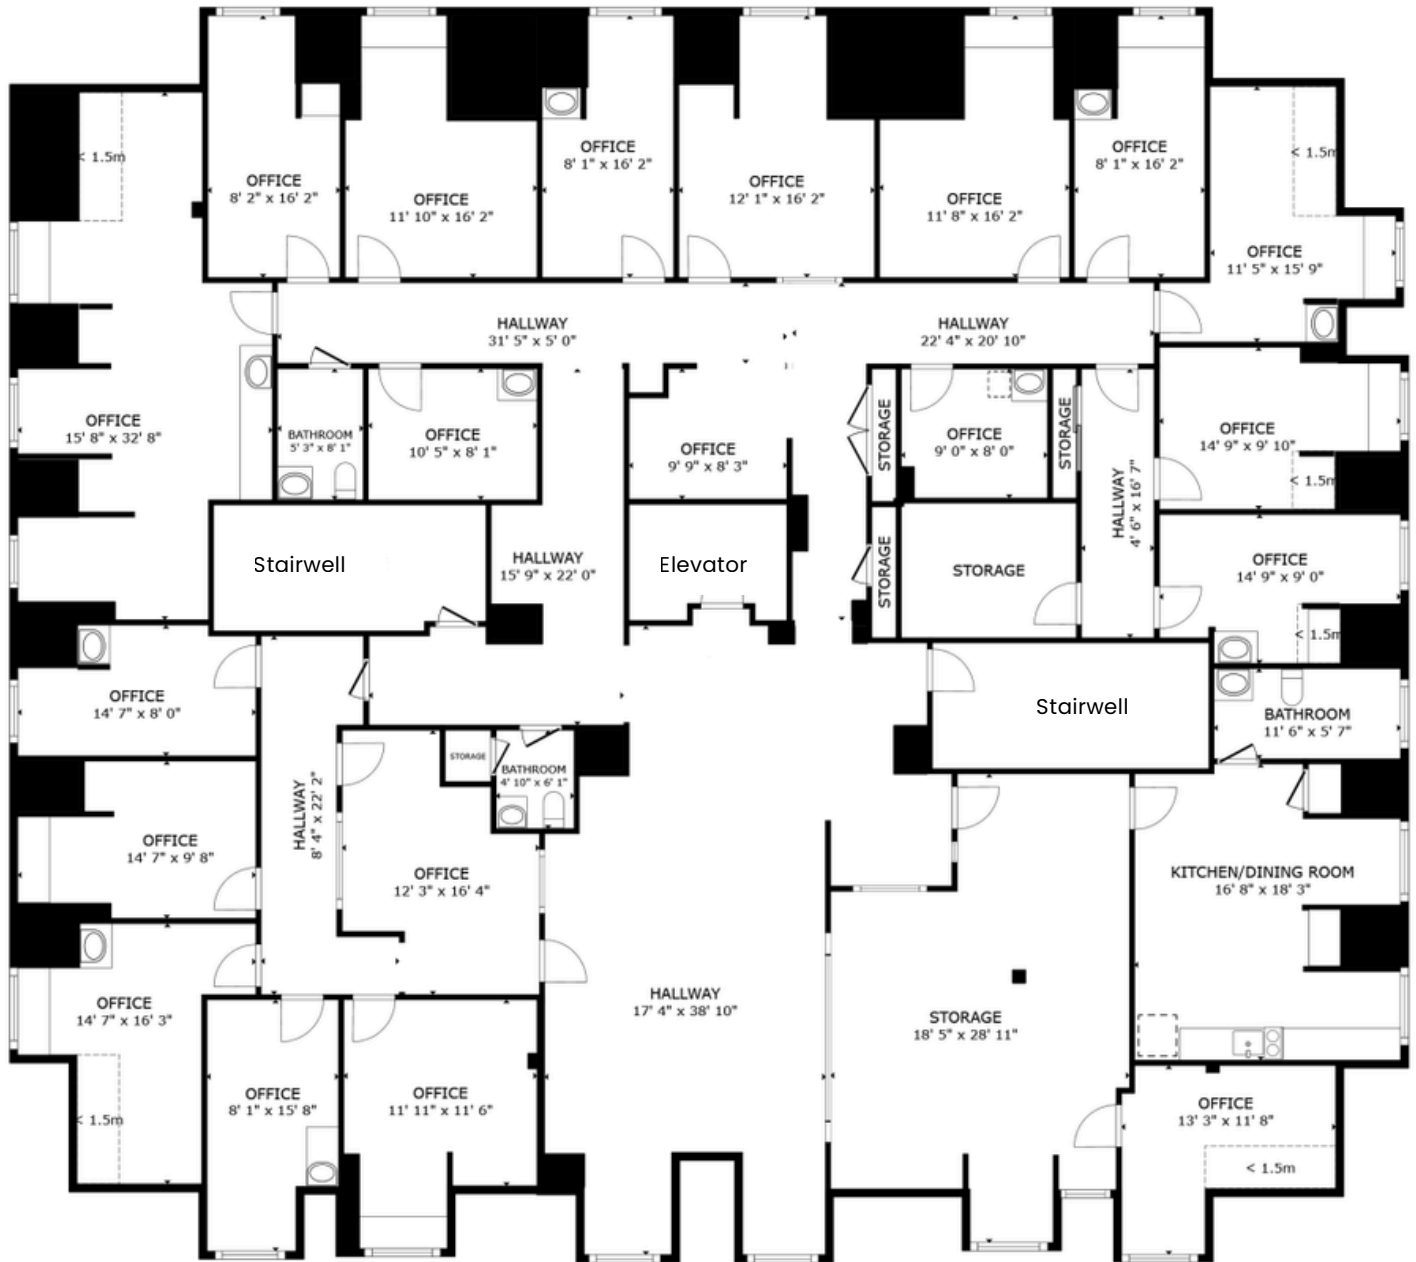 < 1.5m
OFFICE
8' 2" x 16' 2"
OFFICE
11' 10" x 16' 2"
OFFICE
8' 1" x 16' 2"
OFFICE
12' 1" x 16' 2"
OFFICE
11' 8" x 16' 2"
OFFICE
8' 1" x 16' 2"
< 1.5m
OFFICE
11' 5" x 15' 9"
HALLWAY
31' 5" x 5' 0"
HALLWAY
22' 4" x 20' 10"
OFFICE
15' 8" x 32' 8"
BATHROOM
5' 3" x 8' 1"
OFFICE
10' 5" x 8' 1"
OFFICE
9' 9" x 8' 3"
STORAGE
OFFICE
9' 0" x 8' 0"
STORAGE
HALLWAY
4' 6" x 16' 7"
OFFICE
14' 9" x 9' 10"
< 1.5m
Stairwell
HALLWAY
15' 9" x 22' 0"
Elevator
STORAGE
STORAGE
OFFICE
14' 9" x 9' 0"
< 1.5m
OFFICE
14' 7" x 8' 0"
Stairwell
BATHROOM
11' 6" x 5' 7"
STORAGE
BATHROOM
4' 10" x 6' 1"
HALLWAY
8' 4" x 22' 2"
OFFICE
14' 7" x 9' 8"
OFFICE
12' 3" x 16' 4"
KITCHEN/DINING ROOM
16' 8" x 18' 3"
OFFICE
14' 7" x 16' 3"
HALLWAY
17' 4" x 38' 10"
STORAGE
18' 5" x 28' 11"
< 1.5m
OFFICE
8' 1" x 15' 8"
OFFICE
11' 11" x 11' 6"
OFFICE
13' 3" x 11' 8"
< 1.5m